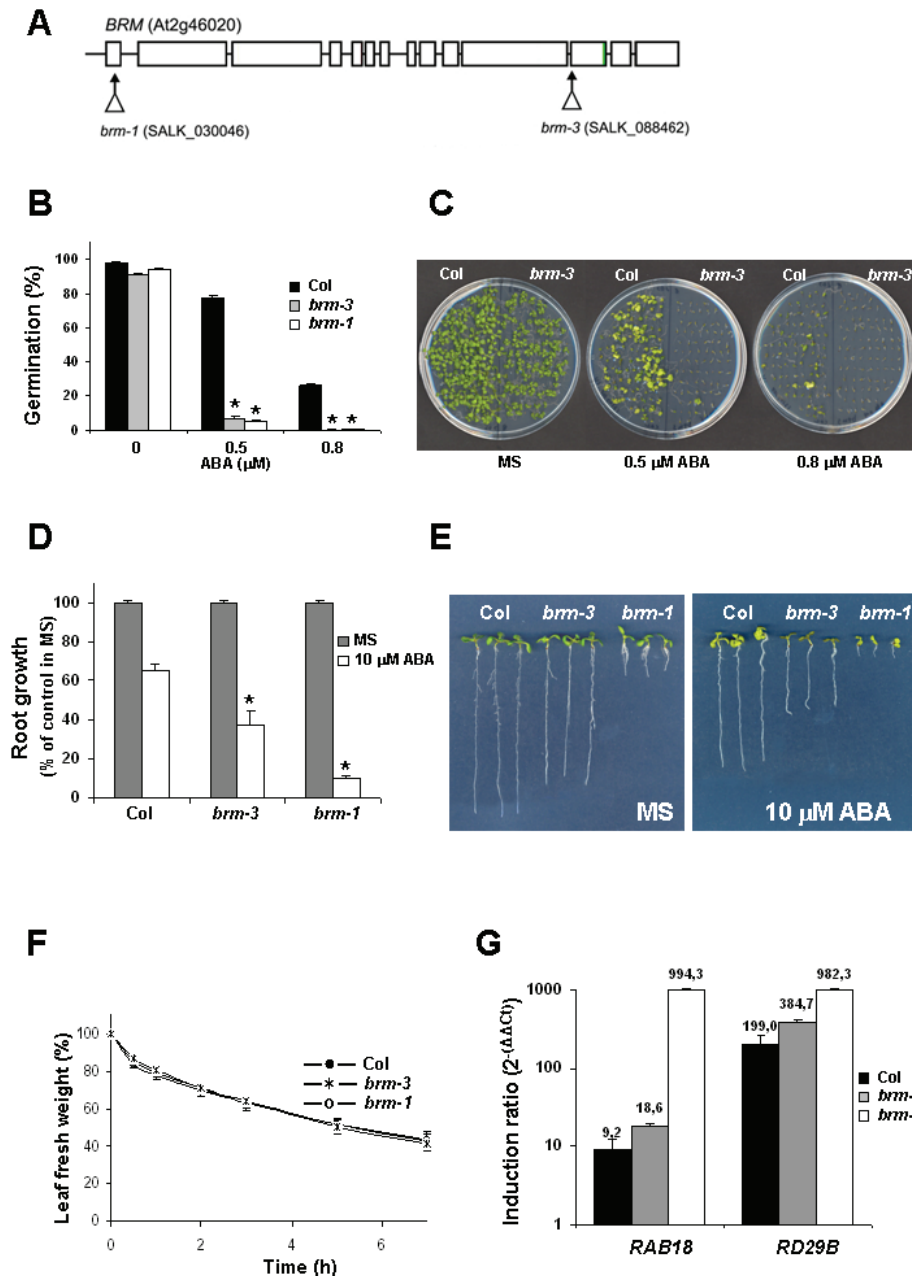 A
BRM (At2g46020)
brm-1 (SALK_030046)
brm-3 (SALK_088462)
B
Germination (%)
100
80
60
40
20
0
Col
brm-3
brm-1
* *
* *
0
0.5
0.8
ABA (μM)
C
Col
brm-3
Col
brm-3
Col
brm-3
MS
0.5 μM ABA
0.8 μM ABA
D
Root growth
(% of control in MS)
100
80
60
40
20
0
MS
10 μM ABA
*
*
Col
brm-3
brm-1
E
Col
brm-3
brm-1
MS
Col
brm-3
brm-1
10 μM ABA
F
Leaf fresh weight (%)
100
80
60
40
20
0
Col
brm-3
brm-1
0
2
4
6
Time (h)
G
Induction ratio (2-(ΔΔCt))
1000
100
10
1
9,2
18,6
994,3
199,0
384,7
982,3
Col
brm-
brm-
RAB18
RD29B